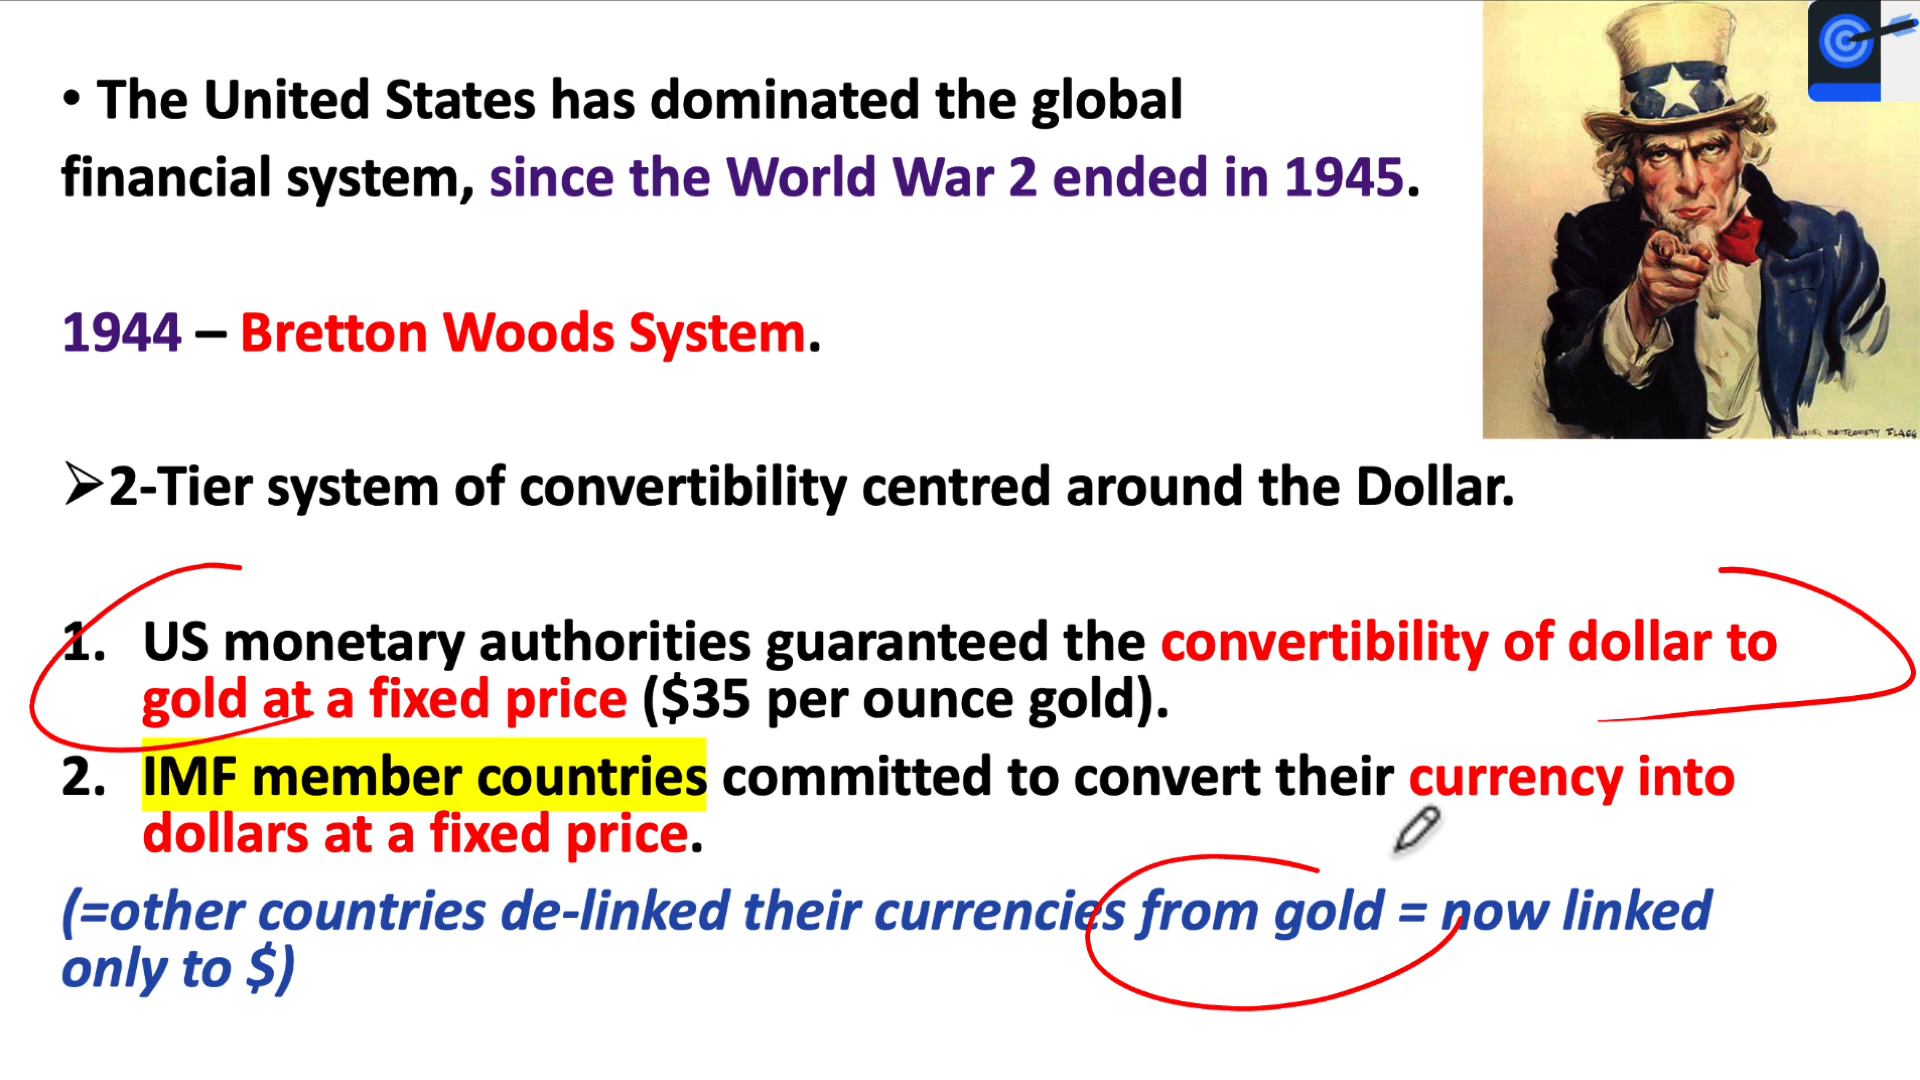 • The United States has dominated the global
financial system, since the World War 2 ended in 1945.
1944 – Bretton Woods System.
➢2-Tier system of convertibility centred around the Dollar.
1. US monetary authorities guaranteed the convertibility of dollar to
gold at a fixed price ($35 per ounce gold).
2. IMF member countries committed to convert their currency into
dollars at a fixed price.
(=other countries de-linked their currencies from gold = now linked
only to $)
MONTGOMERY FLAGG